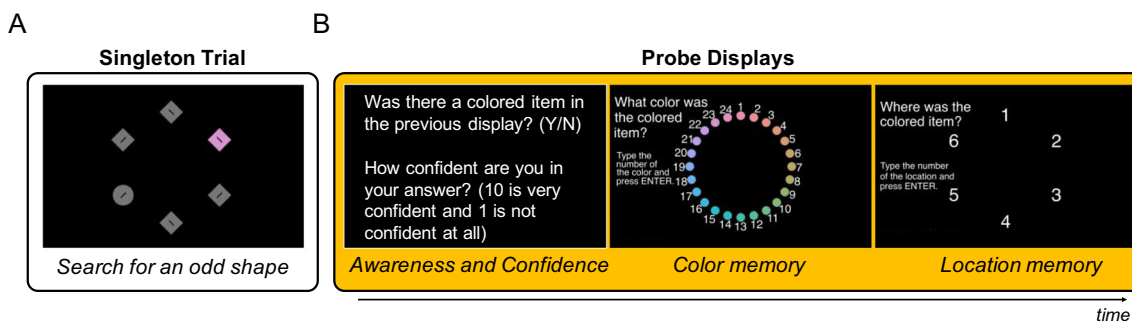 A
B
Singleton Trial
Probe Displays
Search for an odd shape
Was there a colored item in
the previous display? (Y/N)
How confident are you in
your answer? (10 is very
confident and 1 is not
confident at all)
Awareness and Confidence
What color was
the colored
item?
Type the
number of
the color and
press ENTER.
1
2
3
4
5
6
7
8
9
10
11
12
13
14
15
16
17
18
19
20
21
22
23
24
Color memory
Where was the
colored item?
Type the number
of the location and
press ENTER.
1
2
3
4
5
6
Location memory
time